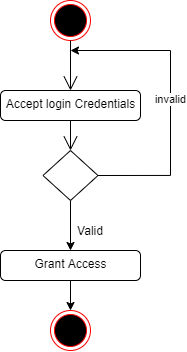 Accept login Credentials
invalid
Valid
Grant Access